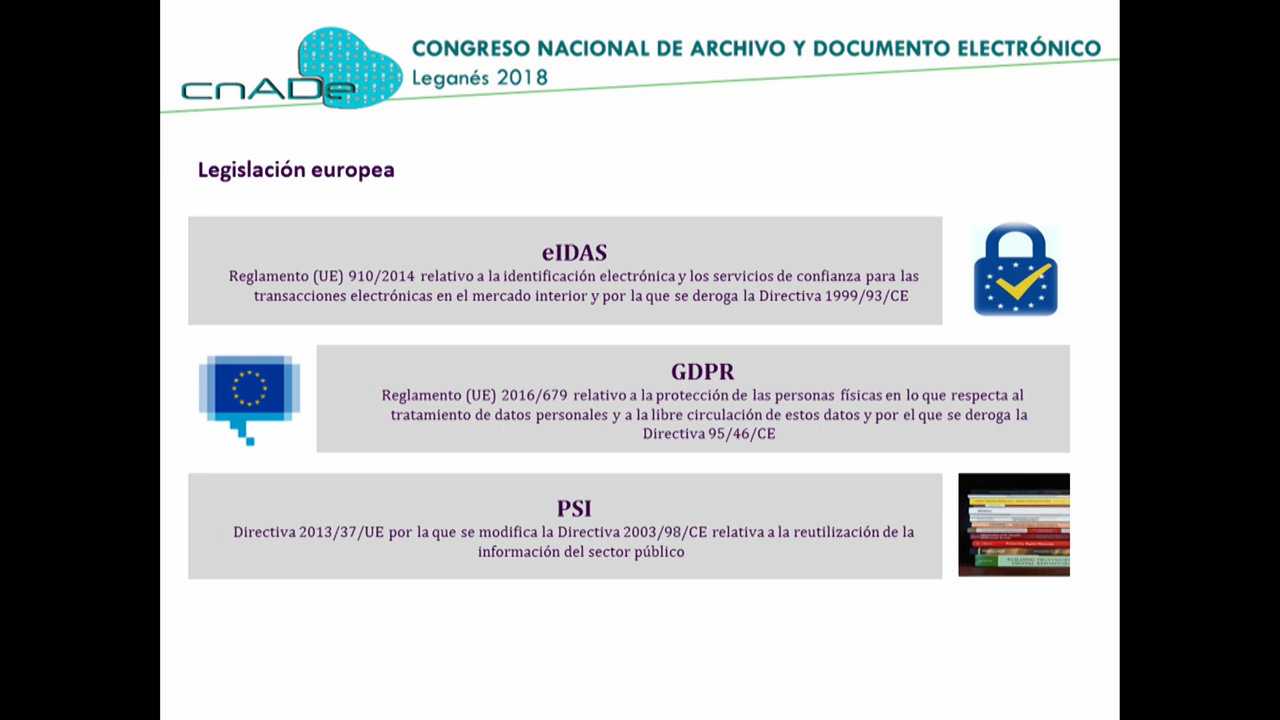 CONGRESO NACIONAL DE ARCHIVO Y DOCUMENTO ELECTRÓNICO
cnADe
Leganés 2018
Legislación europea
eIDAS
Reglamento (UE) 910/2014 relativo a la identificación electrónica y los servicios de confianza para las
transacciones electrónicas en el mercado interior y por la que se deroga la Directiva 1999/93/CE
GDPR
Reglamento (UE) 2016/679 relativo a la protección de las personas físicas en lo que respecta al
tratamiento de datos personales y a la libre circulación de estos datos y por el que se deroga la
Directiva 95/46/CE
PSI
Directiva 2013/37/UE por la que se modifica la Directiva 2003/98/CE relativa a la reutilización de la
información del sector público